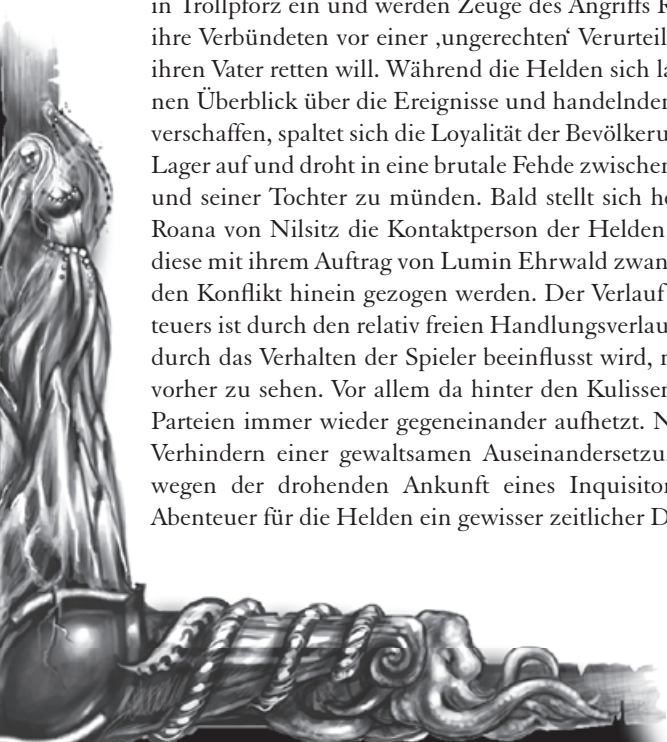 in Trollpforz ein und werden Zeuge des Angriffs
ihre Verbündeten vor einer ‚ungerechten‘ Verurteil
ihren Vater retten will. Während die Helden sich la
nen Überblick über die Ereignisse und handelnde
verschaffen, spaltet sich die Loyalität der Bevölkeru
Lager auf und droht in eine brutale Fehde zwische
und seiner Tochter zu münden. Bald stellt sich he
Roana von Nilsitz die Kontaktperson der Helden
diese mit ihrem Auftrag von Lumin Ehrwald zwan
den Konflikt hinein gezogen werden. Der Verlauf
teuers ist durch den relativ freien Handlungsverlau
durch das Verhalten der Spieler beeinflusst wird,
vorher zu sehen. Vor allem da hinter den Kulisse
Parteien immer wieder gegeneinander aufhetzt. N
Verhindern einer gewaltsamen Auseinandersetzu
wegen der drohenden Ankunft eines Inquisitor
Abenteuer für die Helden ein gewisser zeitlicher D